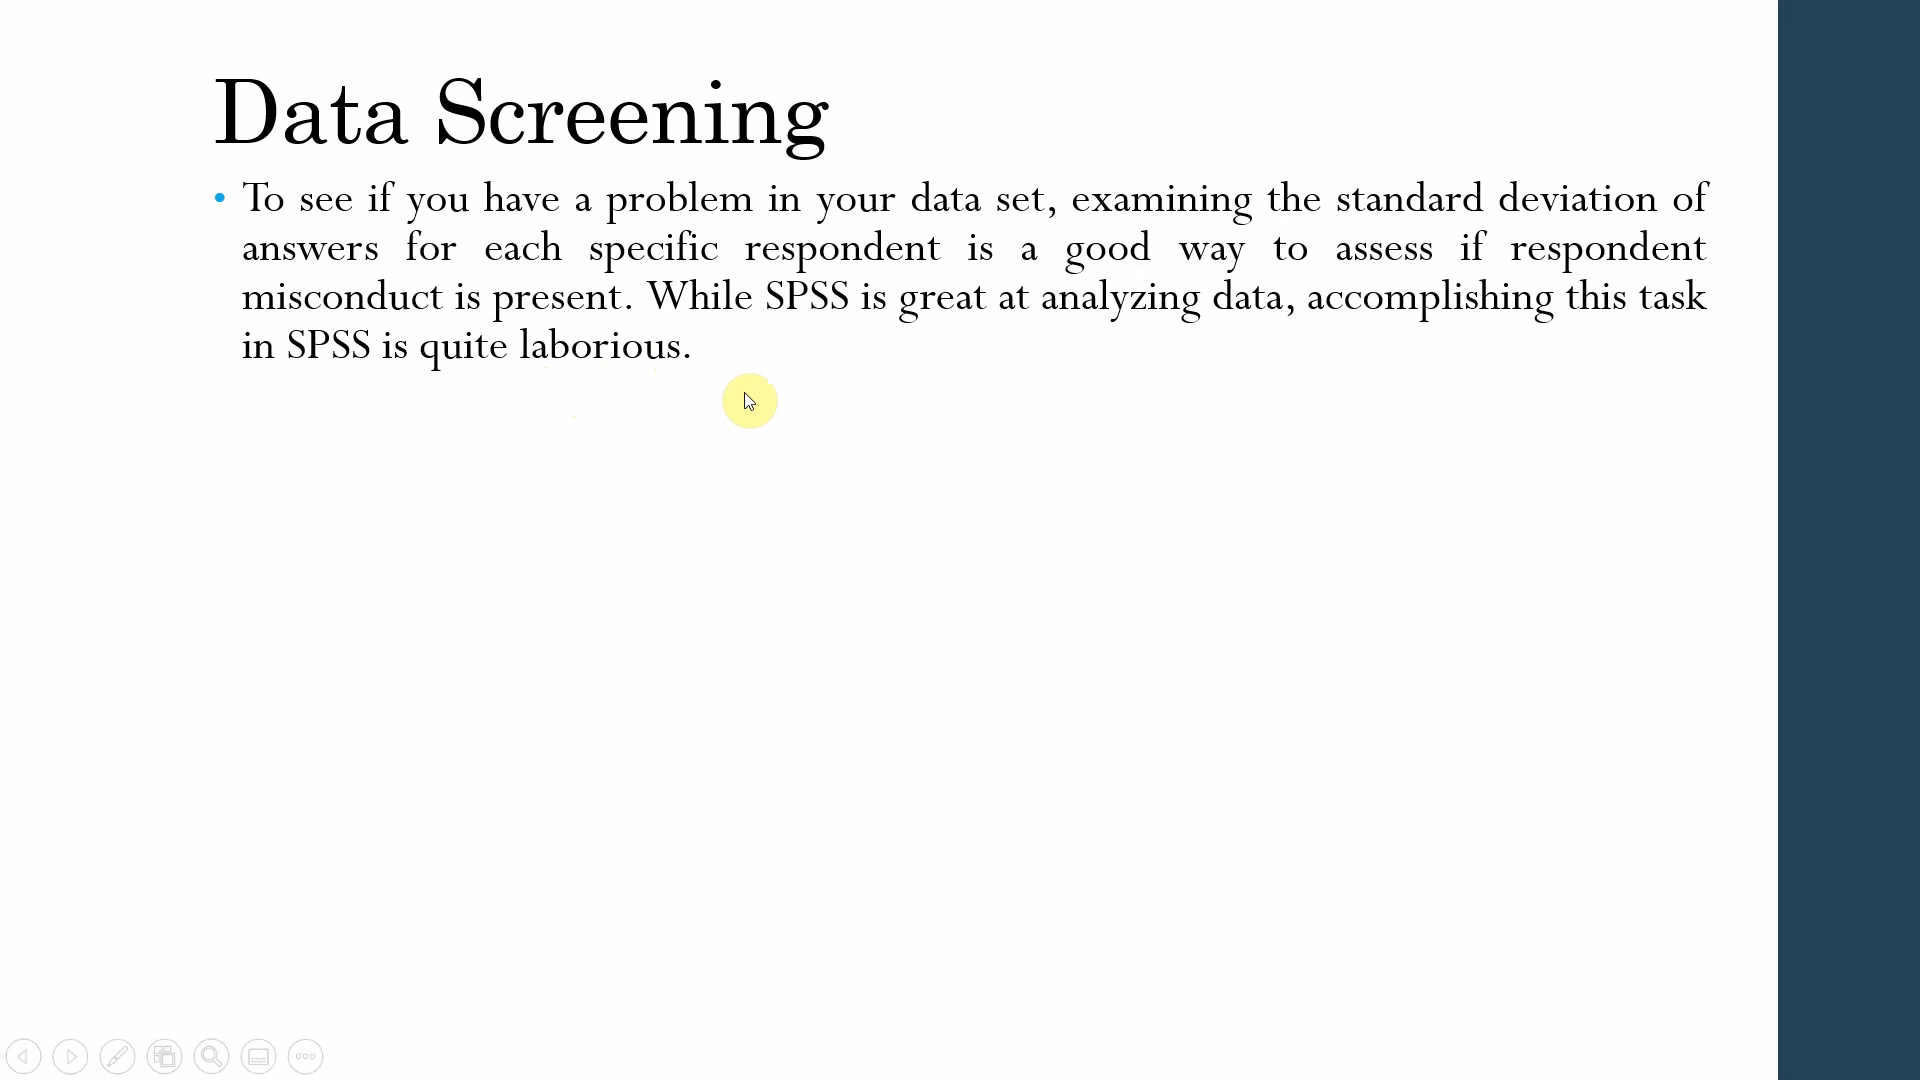 Data Screening
• To see if you have a problem in your data set, examining the standard deviation of
answers for each specific respondent is a good way to assess if respondent
misconduct is present. While SPSS is great at analyzing data, accomplishing this task
in SPSS is quite laborious.